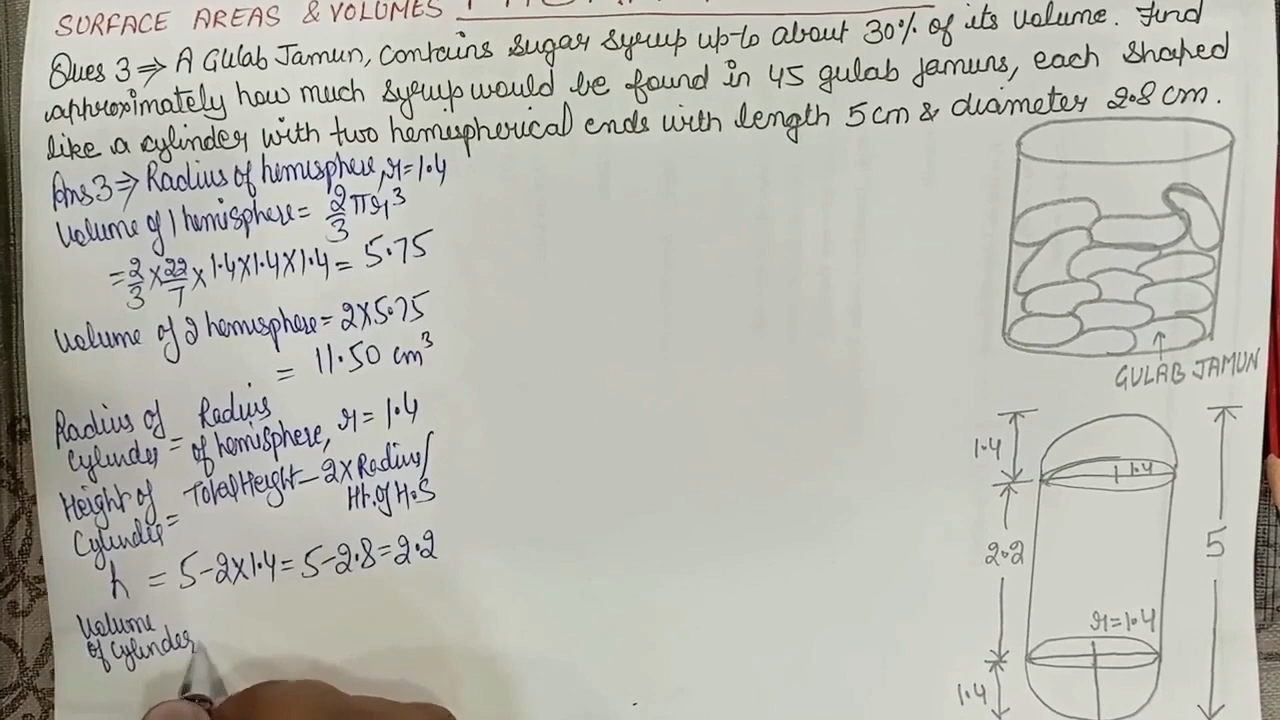 SURFACE AREAS & VOLUMES
Ques 3⇒ A Gulab Jamun, contains sugar syrup up-to about 30% of its volume. Find
approximately how much syrup would be found in 45 gulab jamuns, each shaped
like a cylinder with two hemispherical ends with length 5cm & diameter 2.8cm.
Ans 3⇒ Radius of hemisphere, r=1.4
Volume of 1 hemisphere = 2/3 πr³
= 2/3 × 22/7 × 1.4×1.4×1.4 = 5.75
Volume of 2 hemisphere = 2×5.75
= 11.50 cm³
Radius of Cylinder = Radius of hemisphere, r = 1.4
Height of Cylinder = Total Height – 2× Radius/ Ht. of H.S
h = 5-2×1.4 = 5-2.8 = 2.2
Volume
of Cylinder
GULAB JAMUN
1.4
1.4
2.2
5
r=1.4
1.4